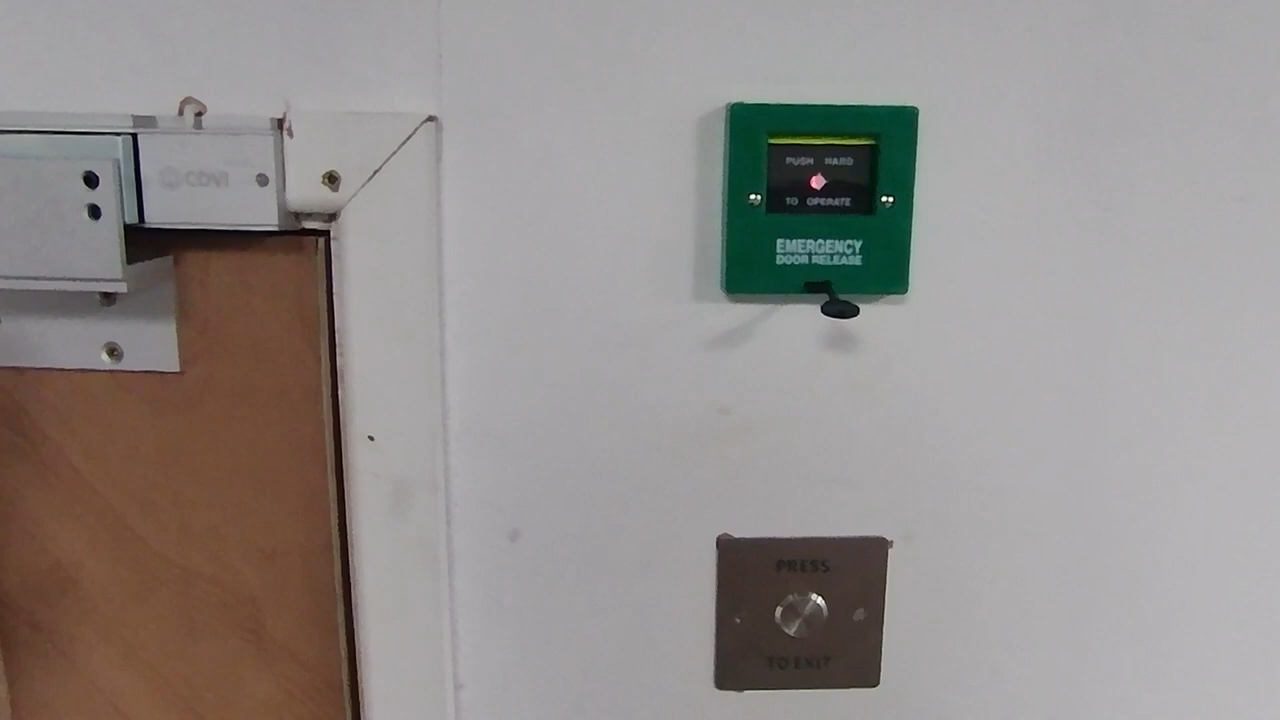 CDVI
PUSH HARD
TO OPERATE
EMERGENCY
DOOR RELEASE
PRESS
TO EXIT